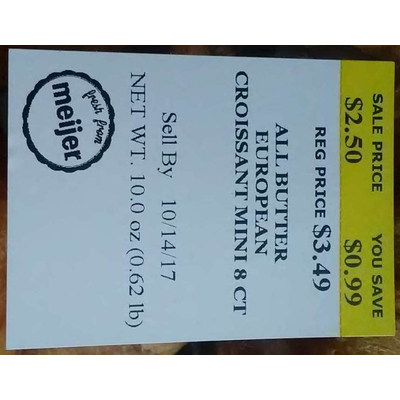 SALE PRICE YOU SAVE
$2.50 $0.99
REG PRICE $3.49
ALL BUTTER
EUROPEAN
CROISSANT MINI 8 CT
Sell By 10/14/17
NET WT. 10.0 oz (0.62 lb)
fresh from
meijer